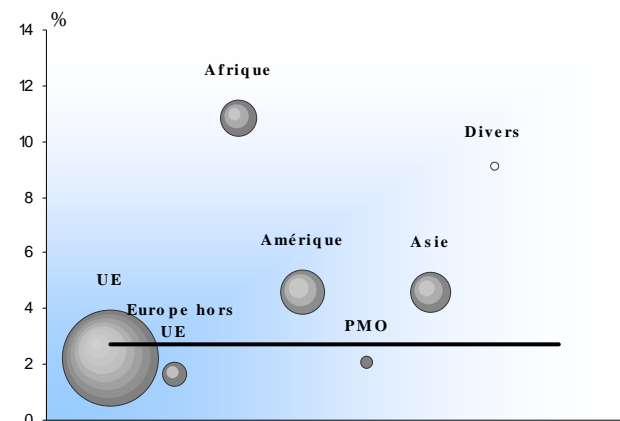 %
14
Afrique
12
Divers
10
8
Amérique
Asie
6
UE
Europe hors
UE
PMO
4
2
0